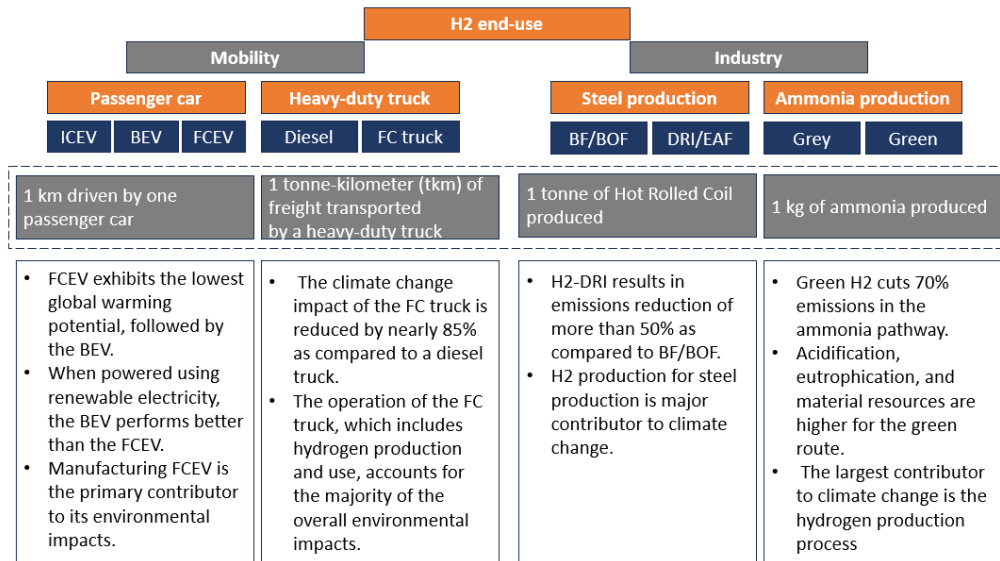 H2 end-use
Mobility
Industry
Passenger car
Heavy-duty truck
Steel production
Ammonia production
ICEV
BEV
FCEV
Diesel
FC truck
BF/BOF
DRI/EAF
Grey
Green
1 km driven by one
passenger car
1 tonne-kilometer (tkm) of
freight transported
by a heavy-duty truck
1 tonne of Hot Rolled Coil
produced
1 kg of ammonia produced
• FCEV exhibits the lowest
global warming
potential, followed by
the BEV.
• When powered using
renewable electricity,
the BEV performs better
than the FCEV.
• Manufacturing FCEV is
the primary contributor
to its environmental
impacts.
• The climate change
impact of the FC truck is
reduced by nearly 85%
as compared to a diesel
truck.
• The operation of the FC
truck, which includes
hydrogen production
and use, accounts for
the majority of the
overall environmental
impacts.
• H2-DRI results in
emissions reduction of
more than 50% as
compared to BF/BOF.
• H2 production for steel
production is major
contributor to climate
change.
• Green H2 cuts 70%
emissions in the
ammonia pathway.
• Acidification,
eutrophication, and
material resources are
higher for the green
route.
• The largest contributor
to climate change is the
hydrogen production
process